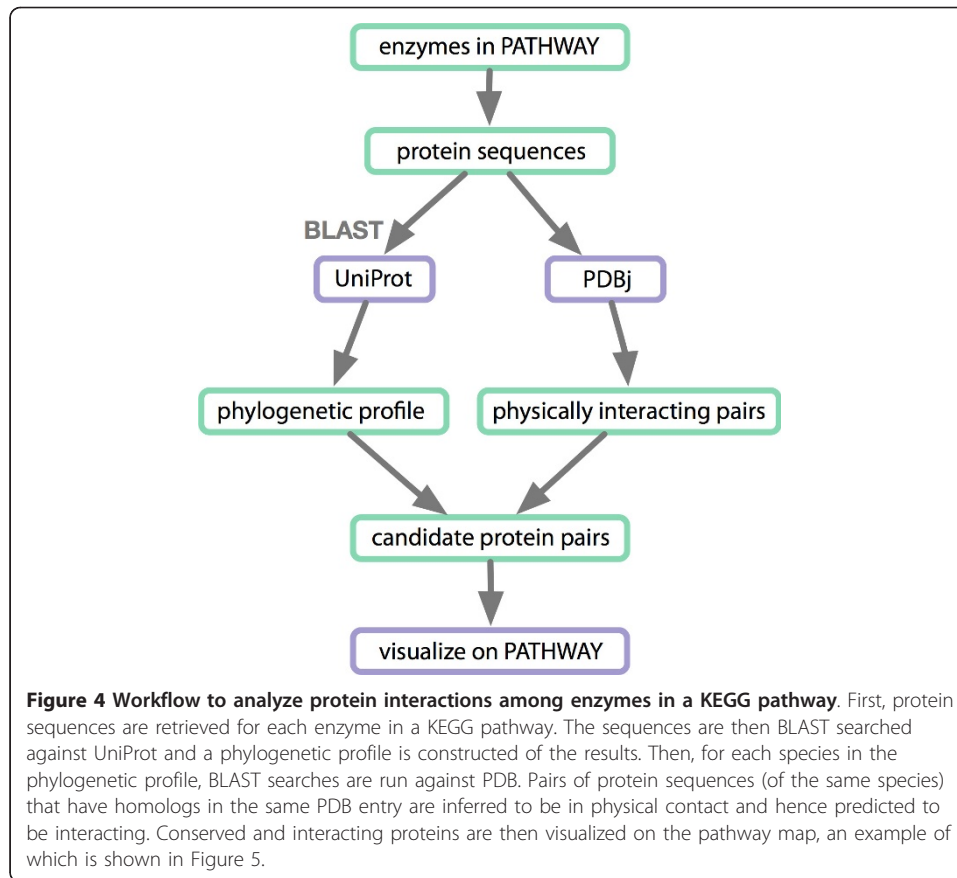 enzymes in PATHWAY
protein sequences
BLAST
UniProt
PDBj
phylogenetic profile
physically interacting pairs
candidate protein pairs
visualize on PATHWAY
Figure 4 Workflow to analyze protein interactions among enzymes in a KEGG pathway. First, protein
sequences are retrieved for each enzyme in a KEGG pathway. The sequences are then BLAST searched
against UniProt and a phylogenetic profile is constructed of the results. Then, for each species in the
phylogenetic profile, BLAST searches are run against PDB. Pairs of protein sequences (of the same species)
that have homologs in the same PDB entry are inferred to be in physical contact and hence predicted to
be interacting. Conserved and interacting proteins are then visualized on the pathway map, an example of
which is shown in Figure 5.